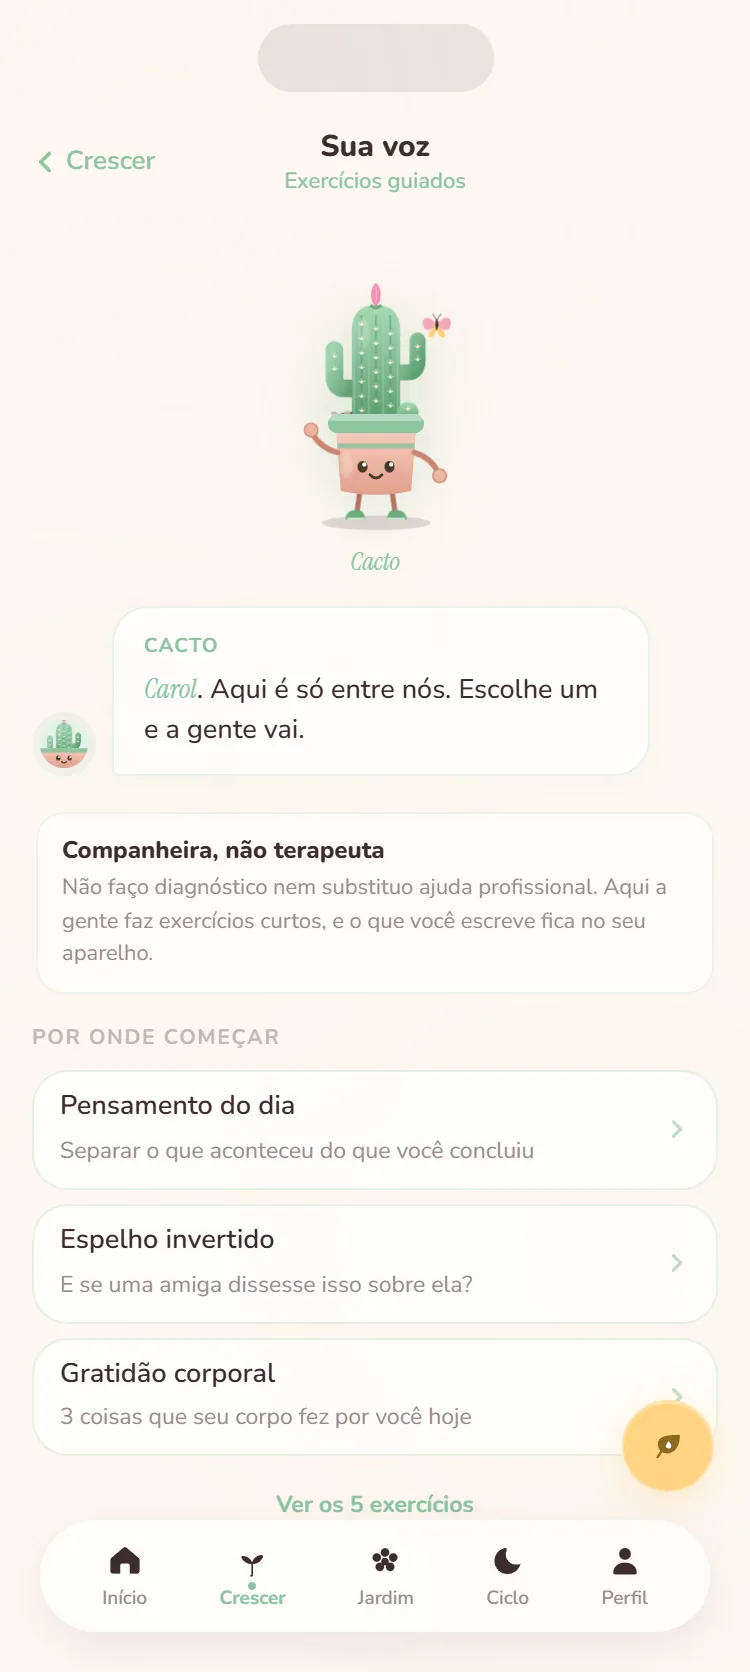 Crescer
Sua voz
Exercícios guiados
Cacto
CACTO
Carol. Aqui é só entre nós. Escolhe um
e a gente vai.
Companheira, não terapeuta
Não faço diagnóstico nem substituo ajuda profissional. Aqui a
gente faz exercícios curtos, e o que você escreve fica no seu
aparelho.
POR ONDE COMEÇAR
Pensamento do dia
Separar o que aconteceu do que você concluiu
Espelho invertido
E se uma amiga dissesse isso sobre ela?
Gratidão corporal
3 coisas que seu corpo fez por você hoje
Ver os 5 exercícios
Início
Crescer
Jardim
Ciclo
Perfil